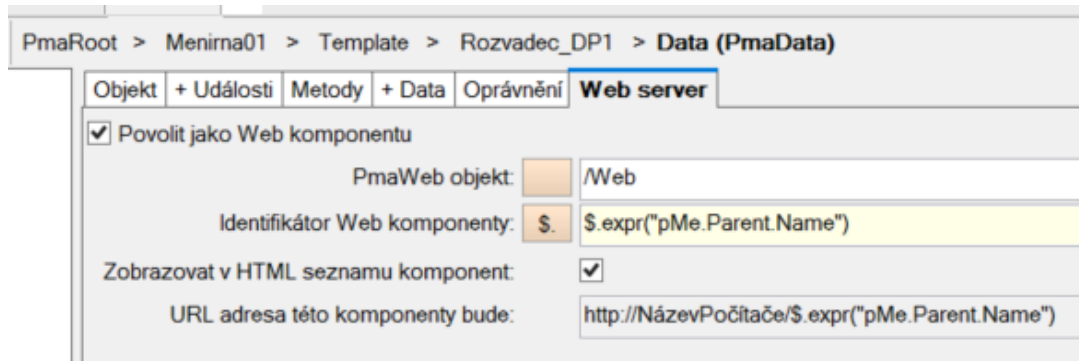 PmaRoot > Menirna01 > Template > Rozvadec_DP1 > Data (PmaData)
Objekt + Události Metody + Data Oprávnění Web server
Povolit jako Web komponentu
PmaWeb objekt: /Web
Identifikátor Web komponenty: $. $.expr("pMe.Parent.Name")
Zobrazovat v HTML seznamu komponent:
URL adresa této komponenty bude: http://NázevPočítače/$.expr("pMe.Parent.Name")